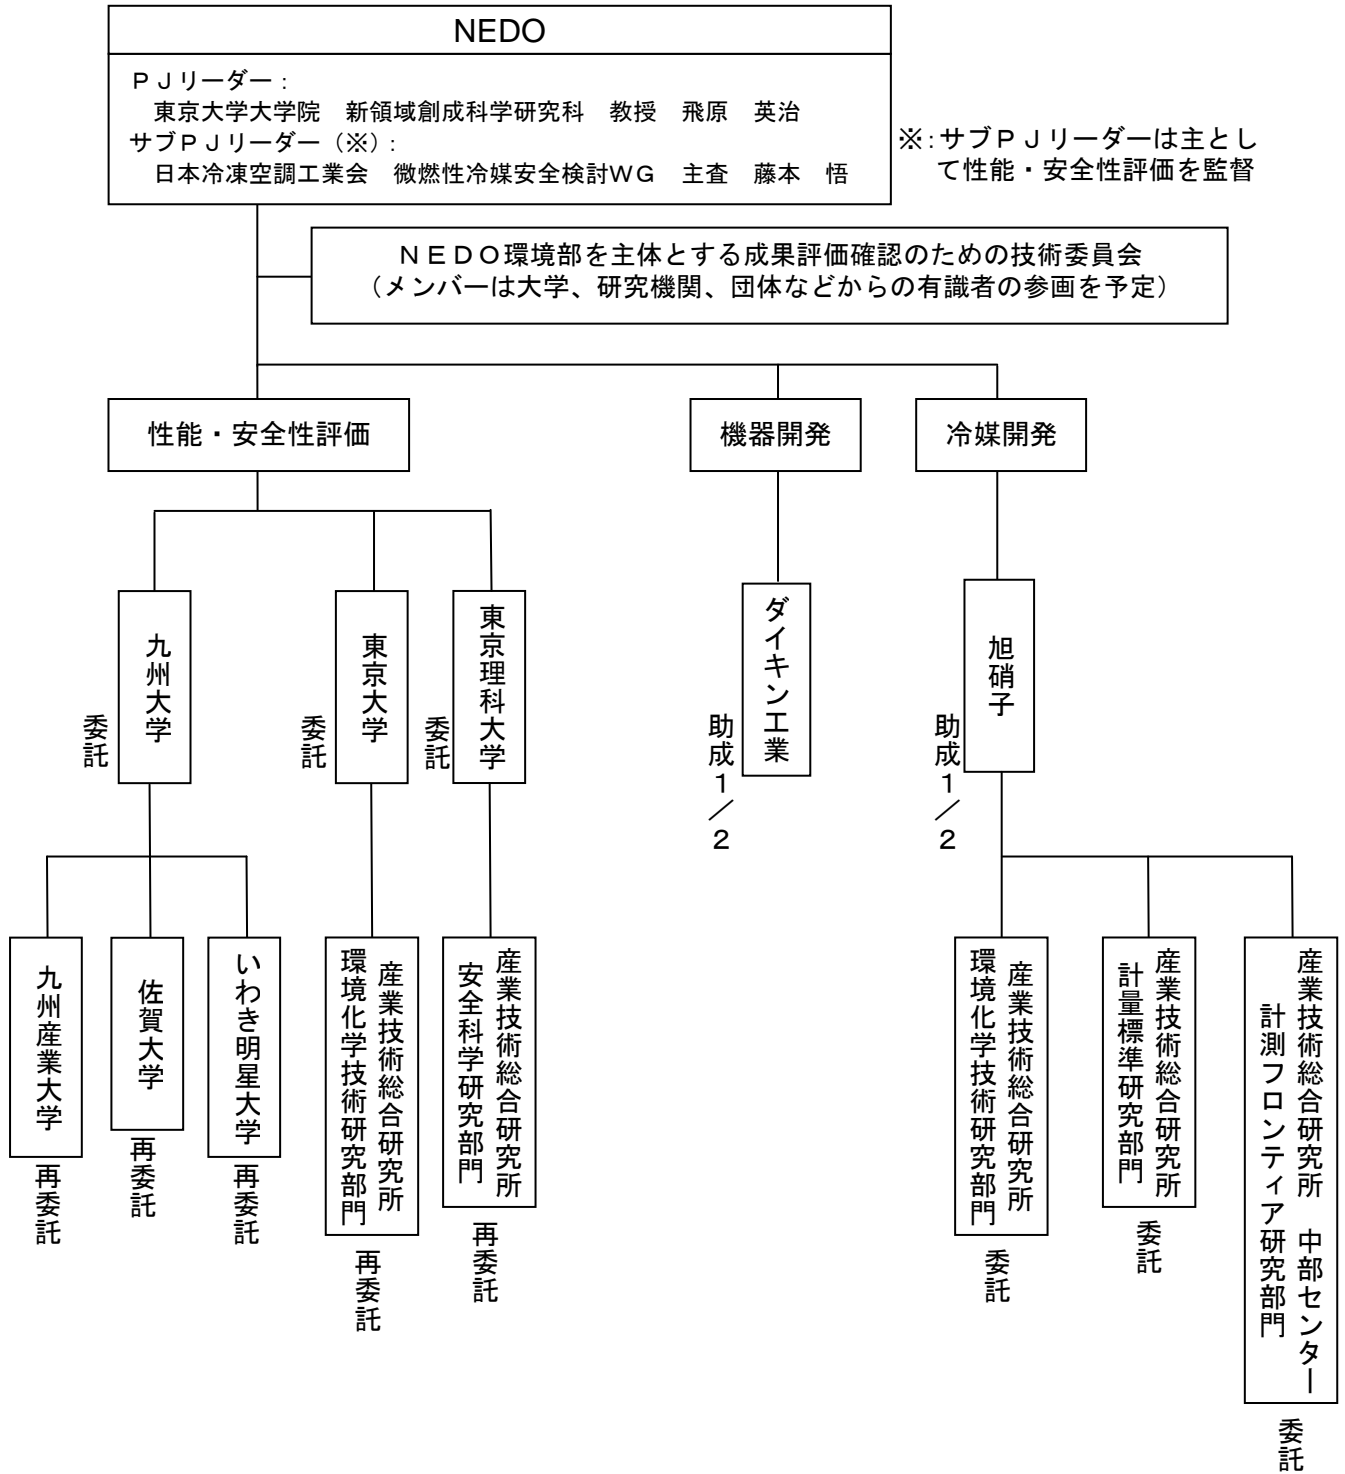 NEDO
ＰＪリーダー：
東京大学大学院　新領域創成科学研究科　教授　飛原　英治
サブＰＪリーダー（※）：
日本冷凍空調工業会　微燃性冷媒安全検討ＷＧ　主査　藤本　悟
※：サブＰＪリーダーは主とし
て性能・安全性評価を監督
ＮＥＤＯ環境部を主体とする成果評価確認のための技術委員会
（メンバーは大学、研究機関、団体などからの有識者の参画を予定）
性能・安全性評価
機器開発
冷媒開発
九州大学
委託
東京大学
委託
東京理科大学
委託
ダイキン工業
助成１／２
旭硝子
助成１／２
九州産業大学
再委託
佐賀大学
再委託
いわき明星大学
再委託
産業技術総合研究所
環境化学技術研究部門
再委託
産業技術総合研究所
安全科学研究部門
再委託
産業技術総合研究所
環境化学技術研究部門
委託
産業技術総合研究所
計量標準研究部門
委託
産業技術総合研究所　中部センター
計測フロンティア研究部門
委託